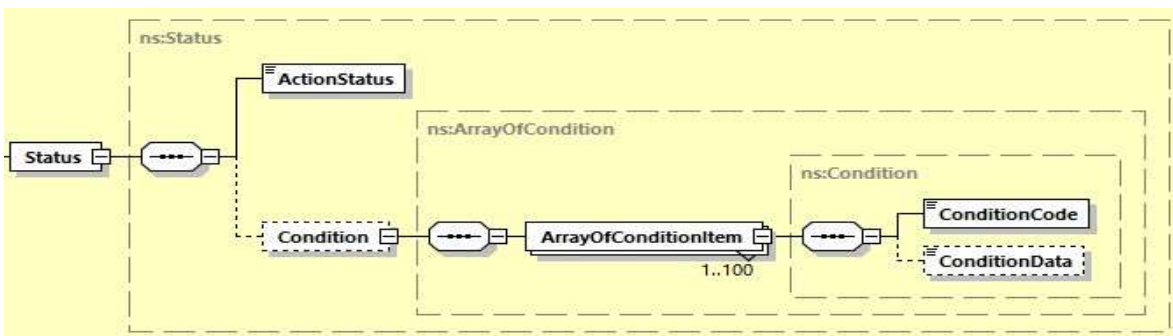 ns:Status
ActionStatus
ns:ArrayOfCondition
Status
ns:Condition
ConditionCode
Condition
ArrayOfConditionItem
ConditionData
1..100